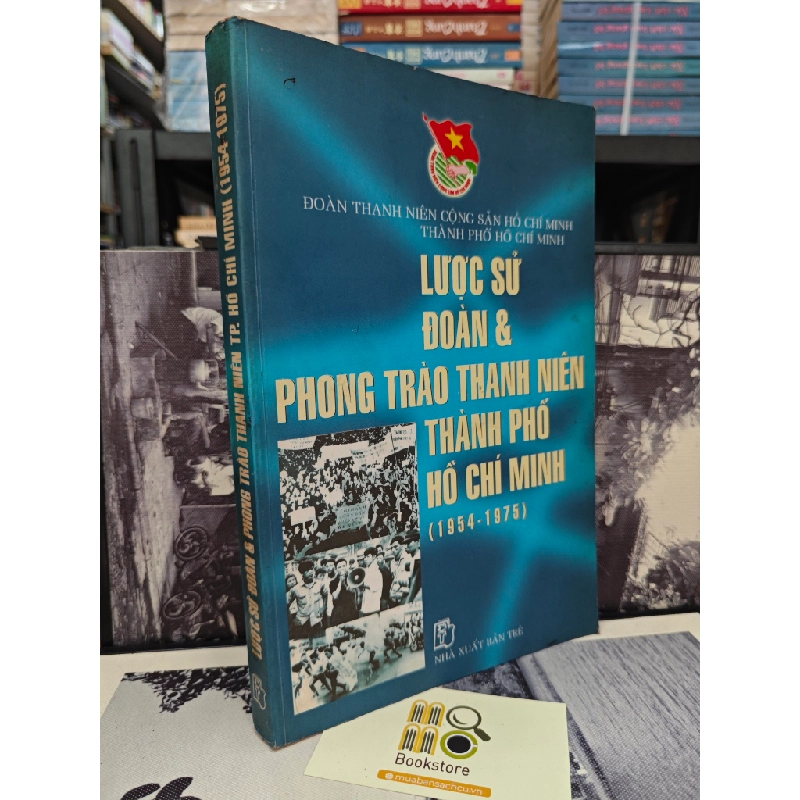 ĐOÀN THANH NIÊN CỘNG SẢN HỒ CHÍ MINH
THÀNH PHỐ HỒ CHÍ MINH
LƯỢC SỬ
ĐOÀN &
PHONG TRÀO THANH NIÊN
THÀNH PHỐ
HỒ CHÍ MINH
(1954-1975)
NHÀ XUẤT BẢN TRẺ
LƯỢC SỬ ĐOÀN & PHONG TRÀO THANH NIÊN TP. HỒ CHÍ MINH (1954-1975)
MO
MO
Bookstore
muabansachcu.vn